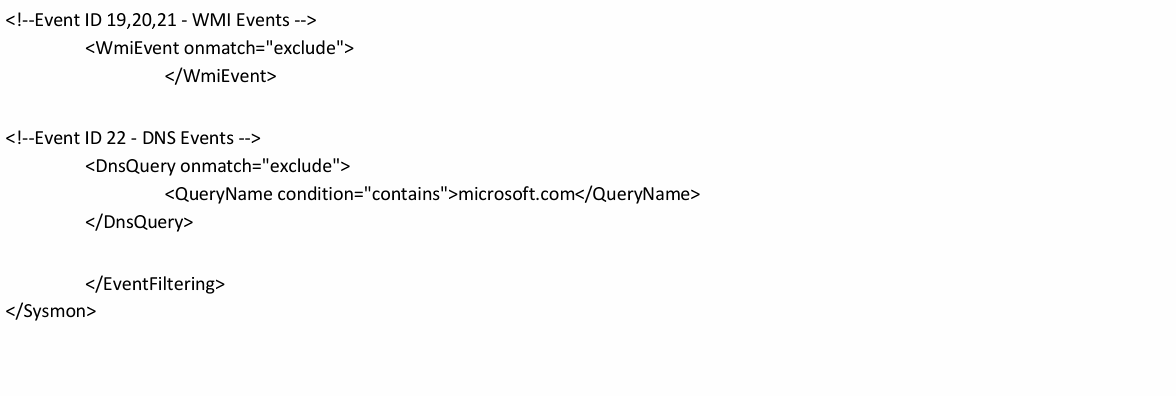 <!--Event ID 19,20,21 - WMI Events -->
<WmiEvent onmatch="exclude">
</WmiEvent>
<!--Event ID 22 - DNS Events -->
<DnsQuery onmatch="exclude">
<QueryName condition="contains">microsoft.com</QueryName>
</DnsQuery>
</EventFiltering>
</Sysmon>